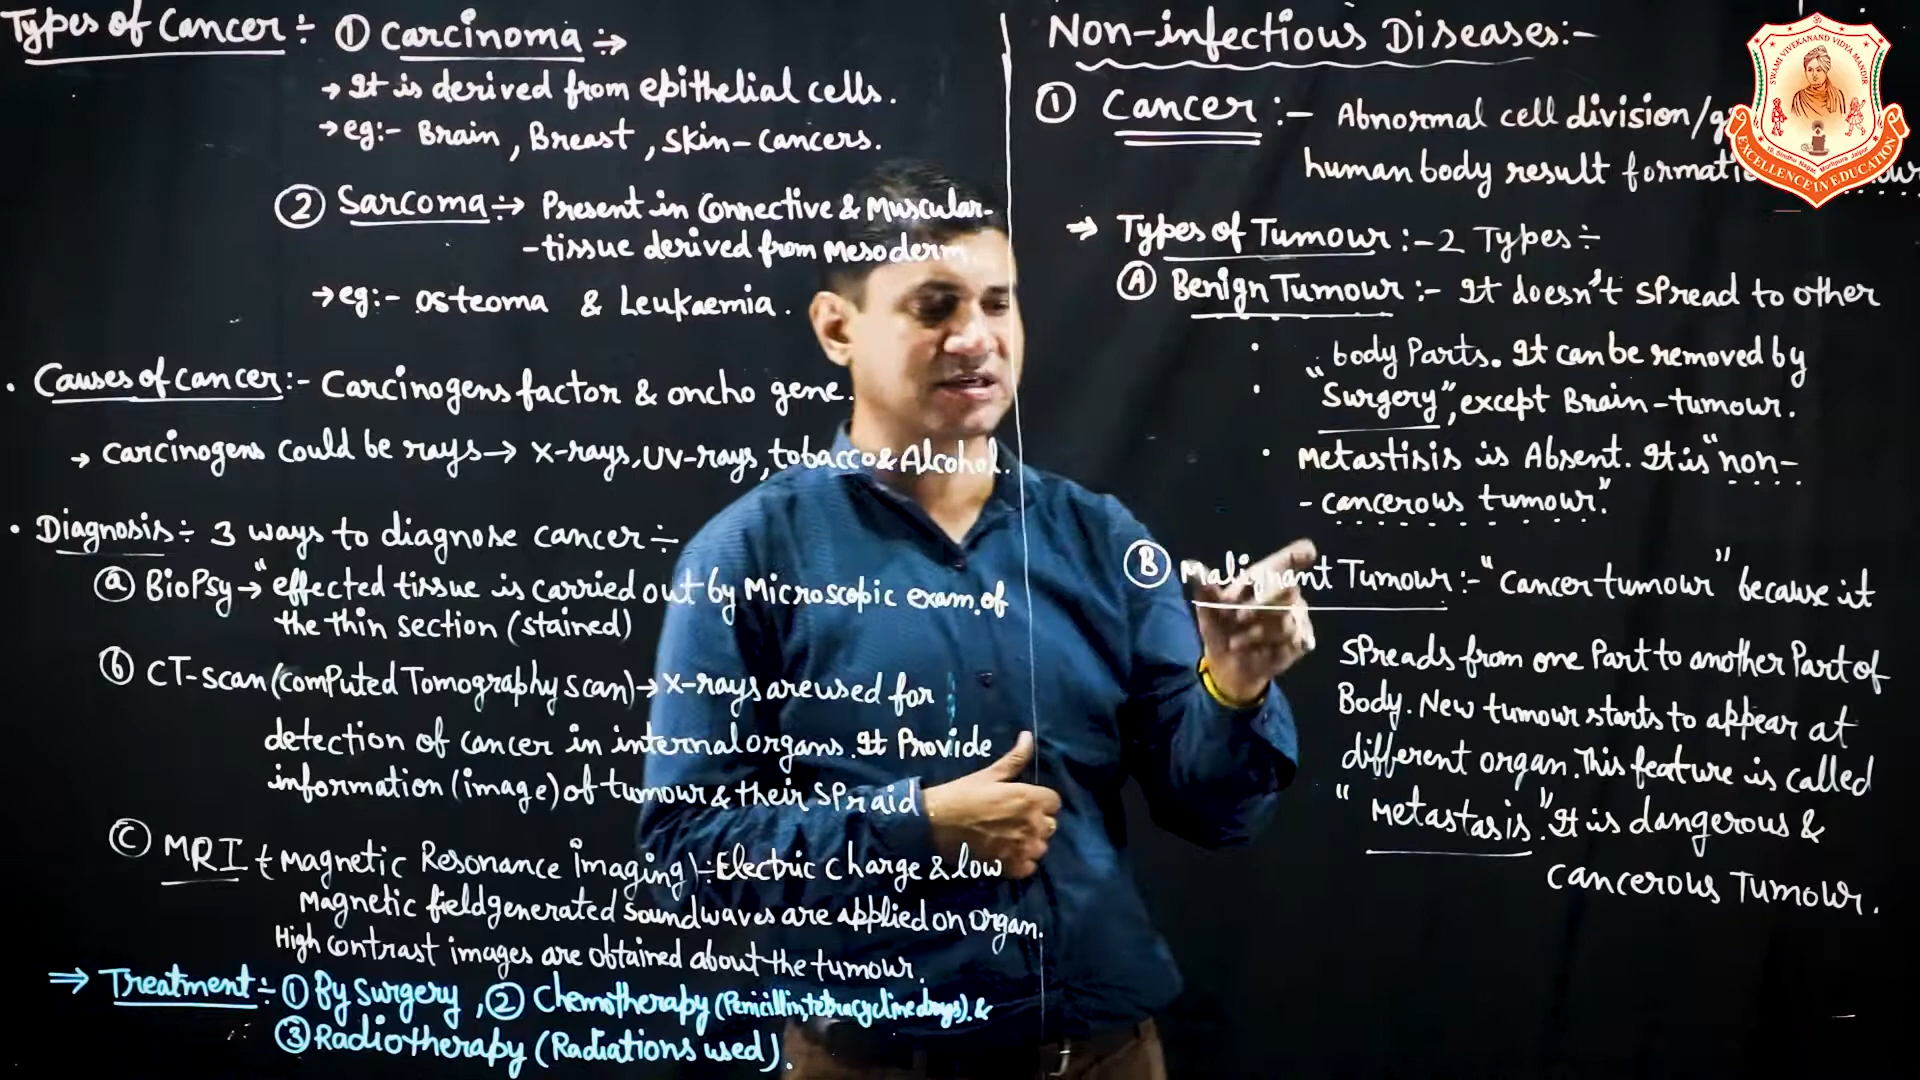 Types of Cancer ÷ ① Carcinoma :→
→ It is derived from epithelial cells.
→ eg:- Brain, Breast, Skin-Cancers.
② Sarcoma :→ Present in Connective & Muscular-
-tissue derived from Mesoderm.
→ eg:- osteoma & Leukaemia.
• Causes of cancer:- Carcinogens factor & oncho gene.
→ carcinogens could be rays → X-rays, UV-rays, tobacco & Alcohol.
• Diagnosis ÷ 3 ways to diagnose cancer ÷
ⓐ BioPsy → "effected tissue is carried out by Microscopic exam. of
the thin section (stained)
ⓑ CT-scan (comPuted Tomography scan) → X-rays are used for
detection of cancer in internal organs. It Provide
information (image) of tumour & their SPraid
Ⓒ MRI (Magnetic Resonance Imaging) ÷ Electric charge & low
Magnetic field generated sound waves are applied on organ.
High contrast images are obtained about the tumour.
⇒ Treatment ÷ ① By surgery, ② Chemotherapy (Penicillin, tetracycline drugs). &
③ Radiotherapy (Radiations used).
Non-infectious Diseases:-
① Cancer :- Abnormal cell division/
human body result
→ Types of Tumour :- 2 Types ÷
Ⓐ Benign Tumour :- It doesn't sPread to other
• body Parts. It can be removed by
• "Surgery", except Brain-tumour.
• Metastisis is Absent. It is "non-
-cancerous tumour."
Ⓑ Malignant Tumour :- "Cancer tumour" because it
SPreads from one Part to another Part of
Body. New tumour starts to appear at
different organ. This feature is called
"Metastasis". It is dangerous &
cancerous Tumour.
SWAMI VIVEKANAND VIDYA MANDIR
EXCELLENCE IN EDUCATION